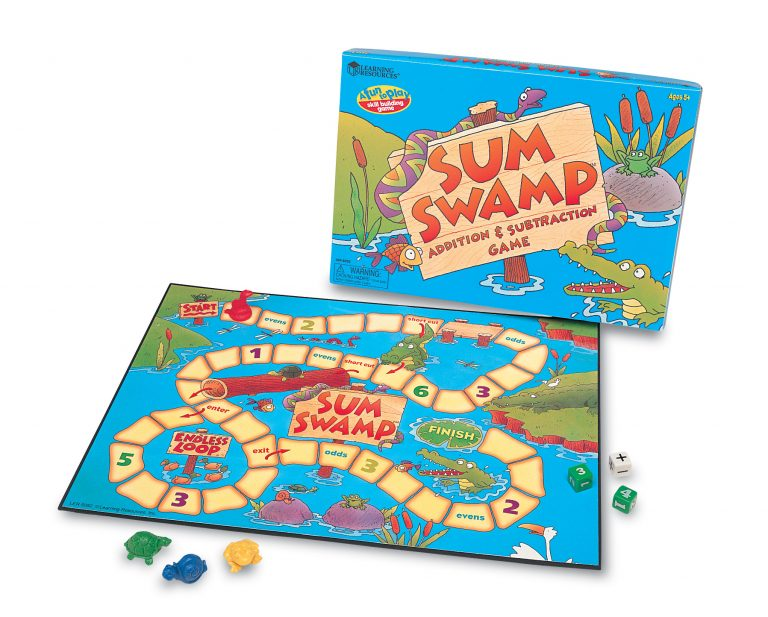 LEARNING
RESOURCES
A fun to play
skill building
game
Ages 5+
SUM
SWAMP™
ADDITION & SUBTRACTION
GAME
WARNING:
START
evens
2
short cut
odds
1
evens
short cut
6
3
enter
SUM
SWAMP
FINISH
ENDLESS
LOOP
exit
odds
3
5
3
evens
2
3
+
4